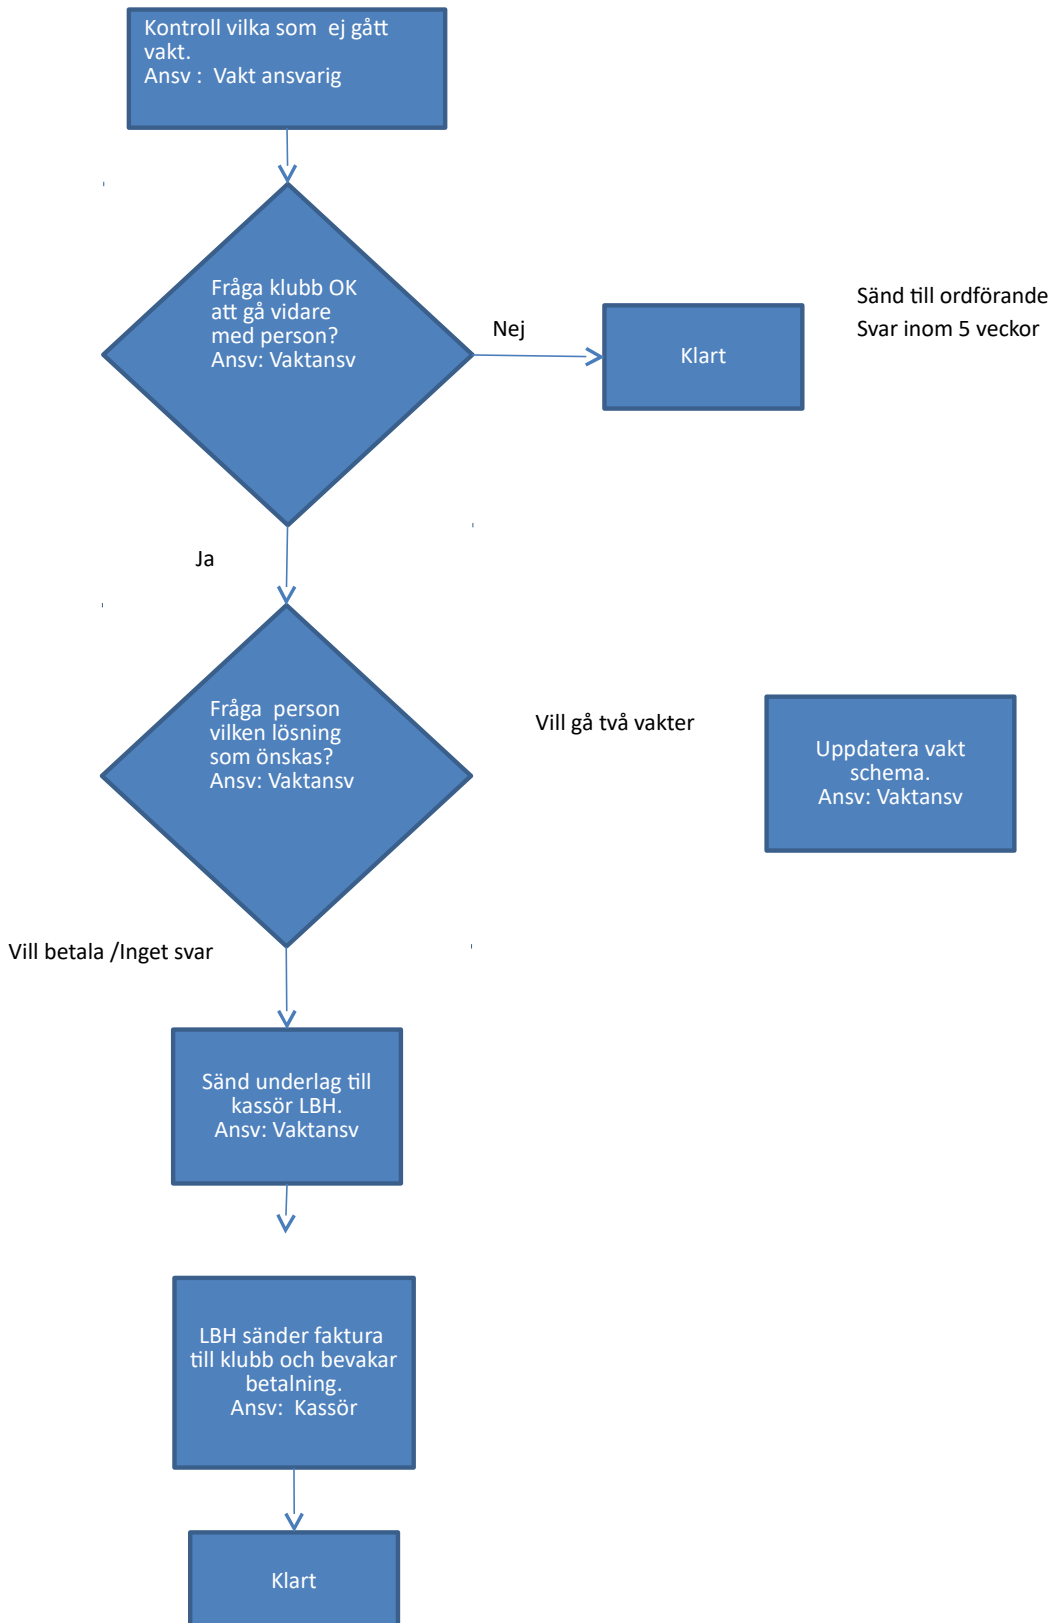 Kontroll vilka som  ej gått
vakt.
Ansv :  Vakt ansvarig
Fråga klubb OK
att gå vidare
med person?
Ansv: Vaktansv
Nej
Klart
Sänd till ordförande
Svar inom 5 veckor
Ja
Fråga  person
vilken lösning
som önskas?
Ansv: Vaktansv
Vill gå två vakter
Uppdatera vakt
schema.
Ansv: Vaktansv
Vill betala /Inget svar
Sänd underlag till
kassör LBH.
Ansv: Vaktansv
LBH sänder faktura
till klubb och bevakar
betalning.
Ansv:  Kassör
Klart